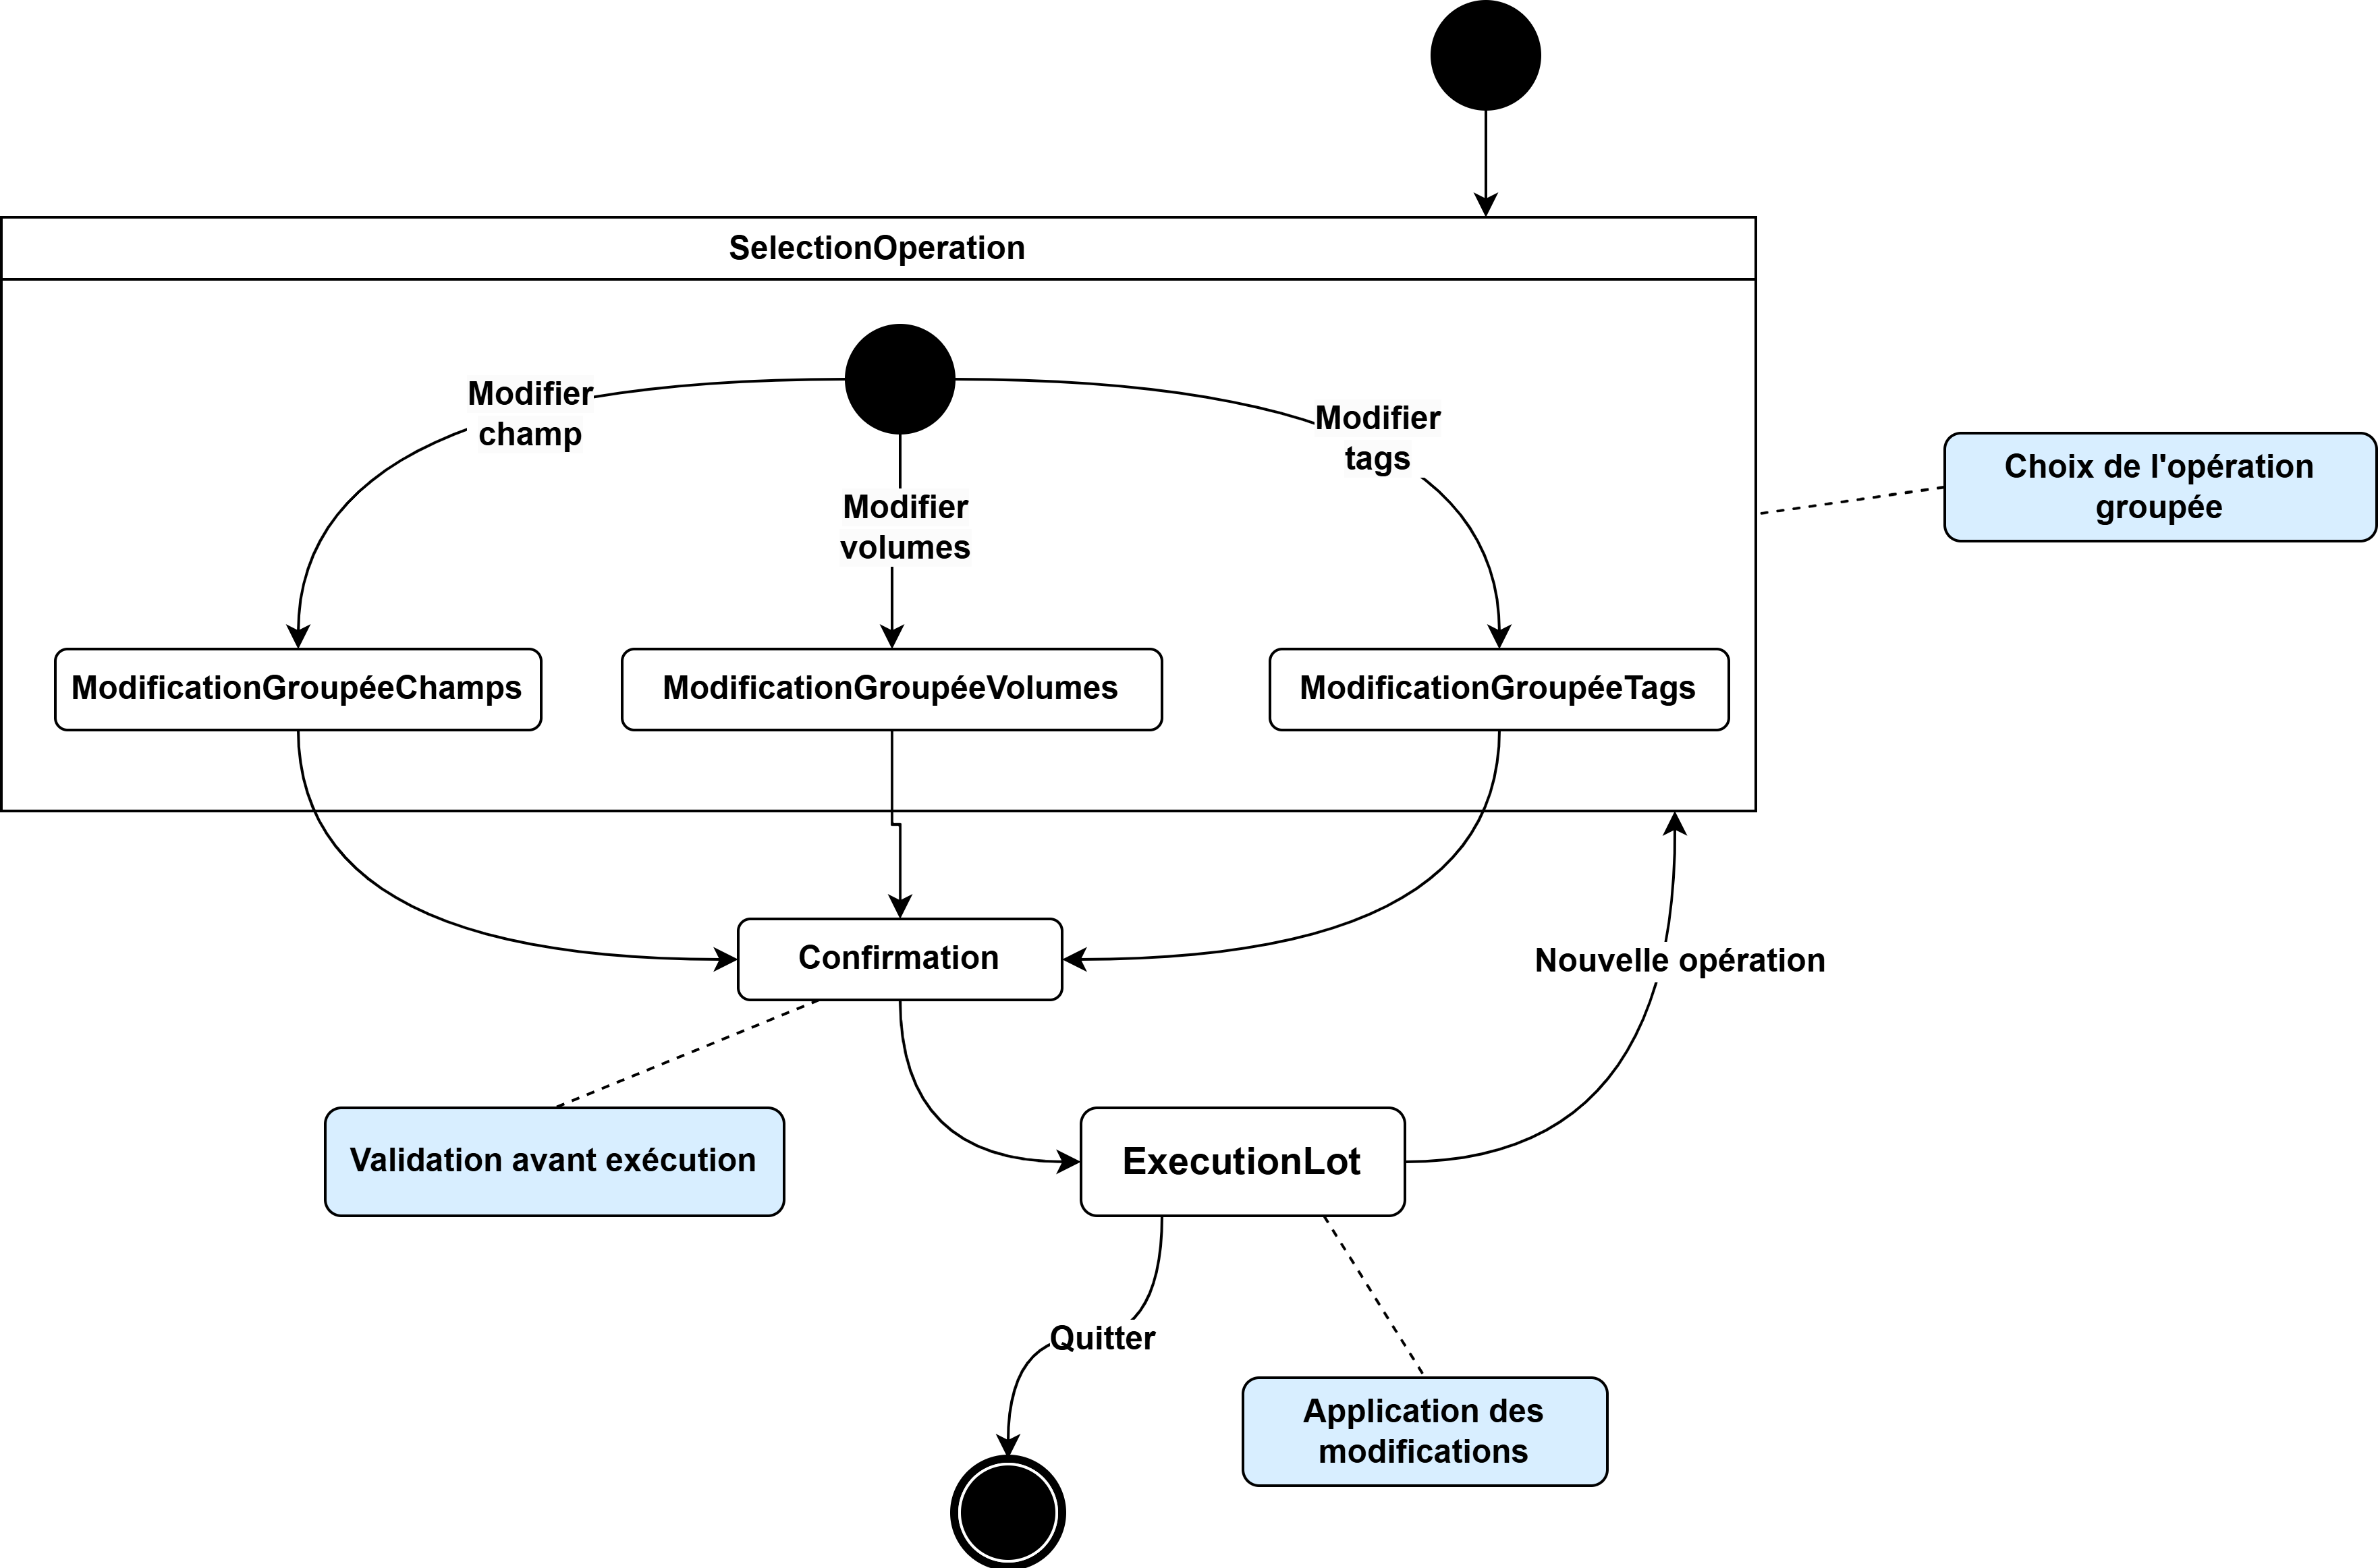 SelectionOperation
Modifier
champ
Modifier
tags
Modifier
volumes
Choix de l'opération
groupée
ModificationGroupéeChamps
ModificationGroupéeVolumes
ModificationGroupéeTags
Confirmation
Nouvelle opération
Validation avant exécution
ExecutionLot
Quitter
Application des
modifications